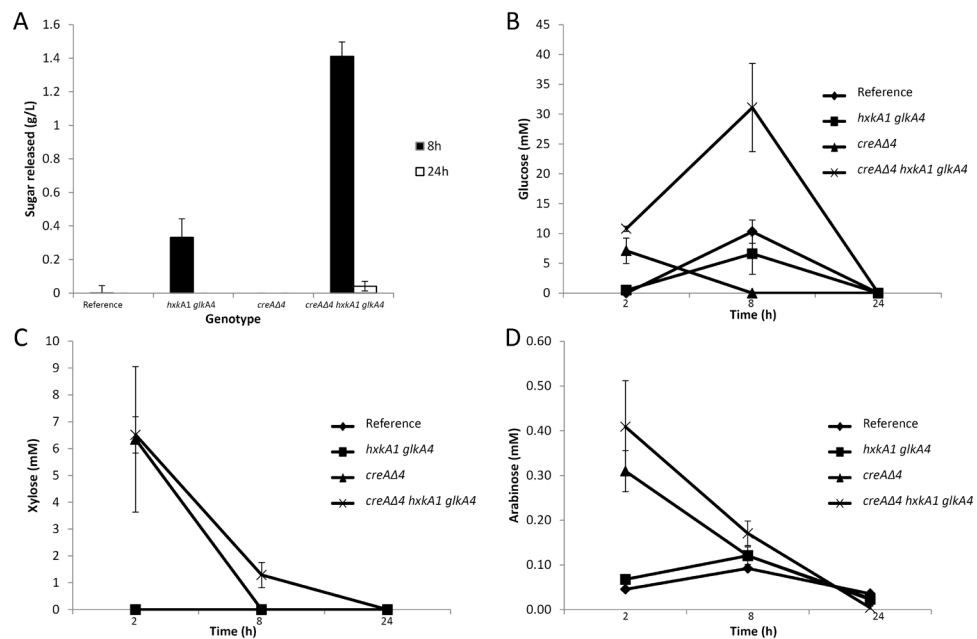 A
Sugar released (g/L)
1.6
1.4
1.2
1
0.8
0.6
0.4
0.2
0
8h
24h
Reference
hxkA1 glkA4
creAΔ4
creAΔ4 hxkA1 glkA4
Genotype
B
Glucose (mM)
45
40
35
30
25
20
15
10
5
0
Reference
hxkA1 glkA4
creAΔ4
creAΔ4 hxkA1 glkA4
2
8
24
Time (h)
C
Xylose (mM)
10
9
8
7
6
5
4
3
2
1
0
Reference
hxkA1 glkA4
creAΔ4
creAΔ4 hxkA1 glkA4
2
8
24
Time (h)
D
Arabinose (mM)
0.60
0.50
0.40
0.30
0.20
0.10
0.00
Reference
hxkA1 glkA4
creAΔ4
creAΔ4 hxkA1 glkA4
2
8
24
Time (h)